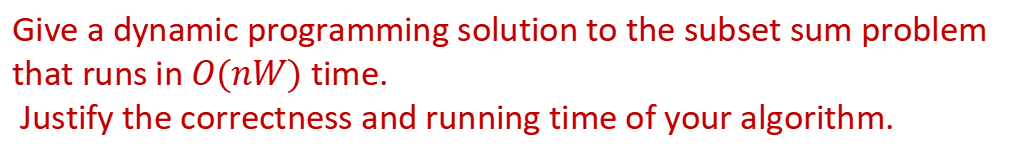 Give a dynamic programming solution to the subset sum problem
that runs in O(nW) time.
Justify the correctness and running time of your algorithm.